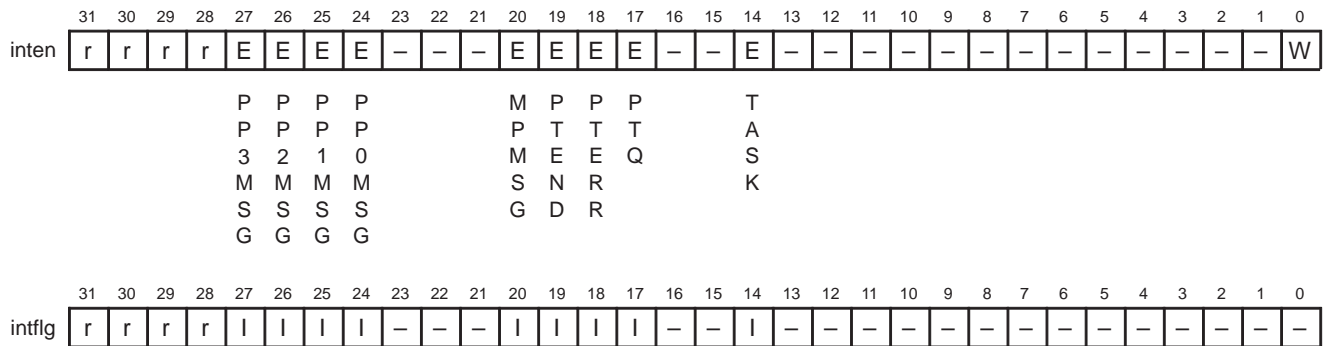 31 30 29 28 27 26 25 24 23 22 21 20 19 18 17 16 15 14 13 12 11 10 9 8 7 6 5 4 3 2 1 0
inten r r r r E E E E – – – E E E E – – E – – – – – – – – – – – – – W
P P P P M P P P T
P P P P P T T T A
3 2 1 0 M E E Q S
M M M M S N R K
S S S S G D R
G G G G
31 30 29 28 27 26 25 24 23 22 21 20 19 18 17 16 15 14 13 12 11 10 9 8 7 6 5 4 3 2 1 0
intflg r r r r I I I I – – – I I I I – – I – – – – – – – – – – – – – –